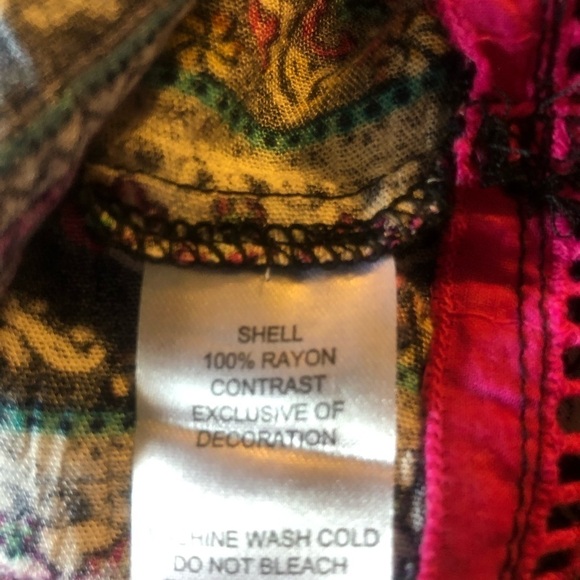 SHELL
100% RAYON
CONTRAST
EXCLUSIVE OF
DECORATION
WASH COLD
DO NOT BLEACH